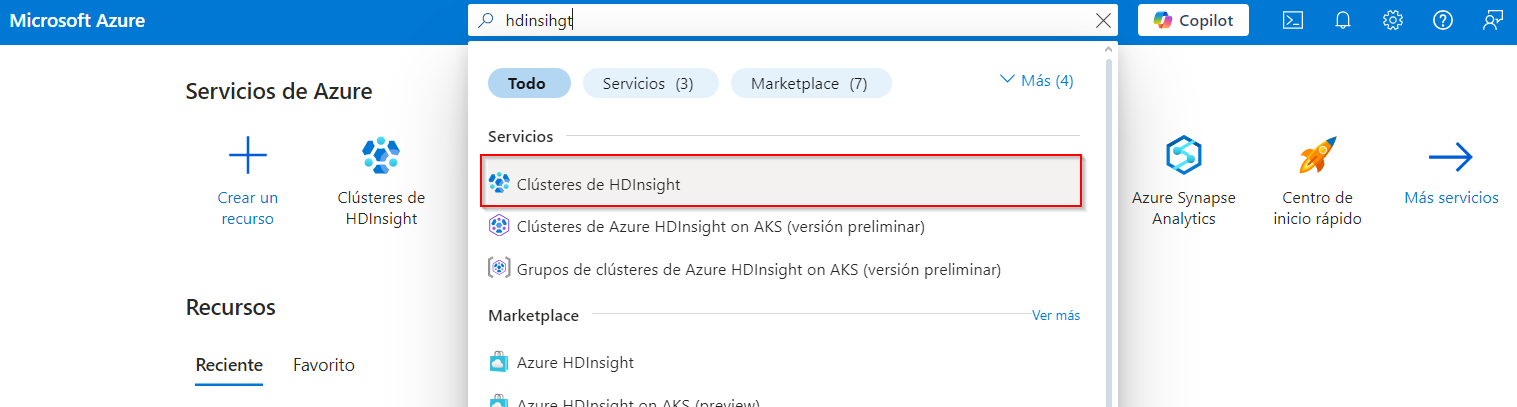 Microsoft Azure
hdinsihgt
Copilot
Todo
Servicios (3)
Marketplace (7)
Más (4)
Servicios de Azure
Crear un
recurso
Clústeres de
HDInsight
Servicios
Clústeres de HDInsight
Clústeres de Azure HDInsight on AKS (versión preliminar)
Grupos de clústeres de Azure HDInsight on AKS (versión preliminar)
Marketplace
Ver más
Azure HDInsight
Azure HDInsight on AKS (preview)
Azure Synapse
Analytics
Centro de
inicio rápido
Más servicios
Recursos
Reciente
Favorito